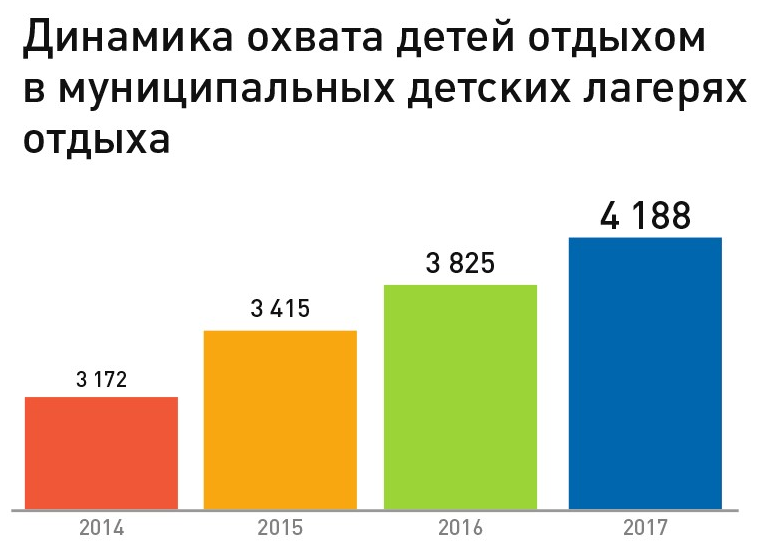 Динамика охвата детей отдыхом
в муниципальных детских лагерях
отдыха
4 188
3 825
3 415
3 172
2014 2015 2016 2017